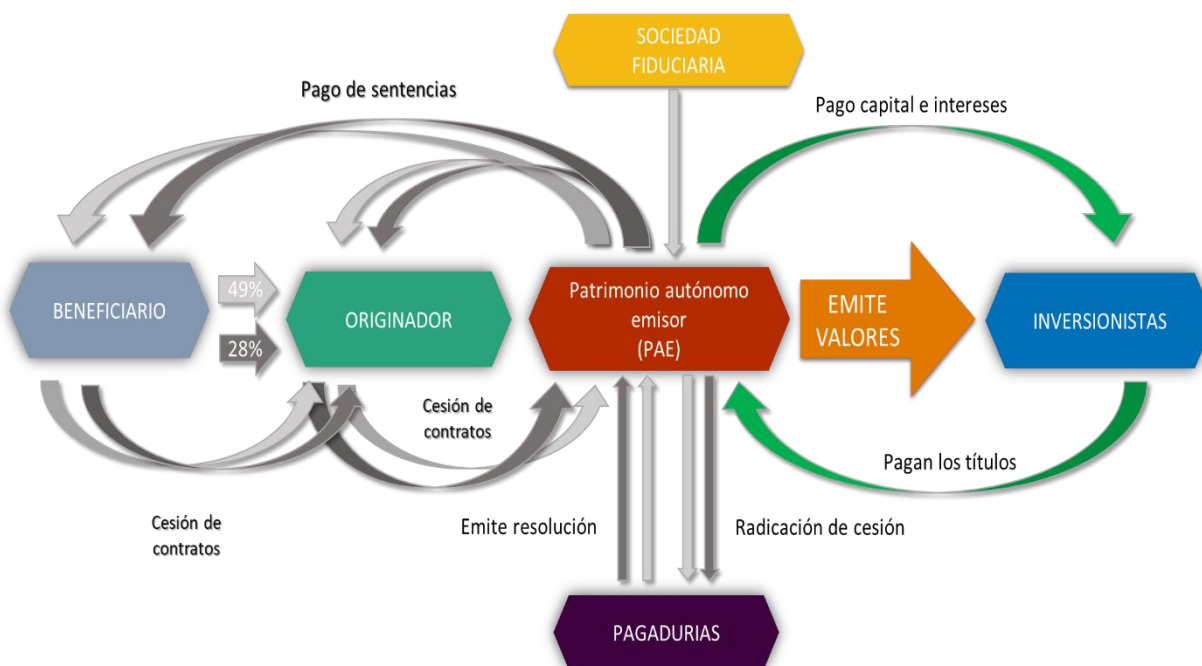 SOCIEDAD
FIDUCIARIA
Pago de sentencias
Pago capital e intereses
BENEFICIARIO
49%
28%
ORIGINADOR
Patrimonio autónomo
emisor
(PAE)
EMITE
VALORES
INVERSIONISTAS
Cesión de
contratos
Cesión de
contratos
Emite resolución
Radicación de cesión
Pagan los títulos
PAGADURIAS